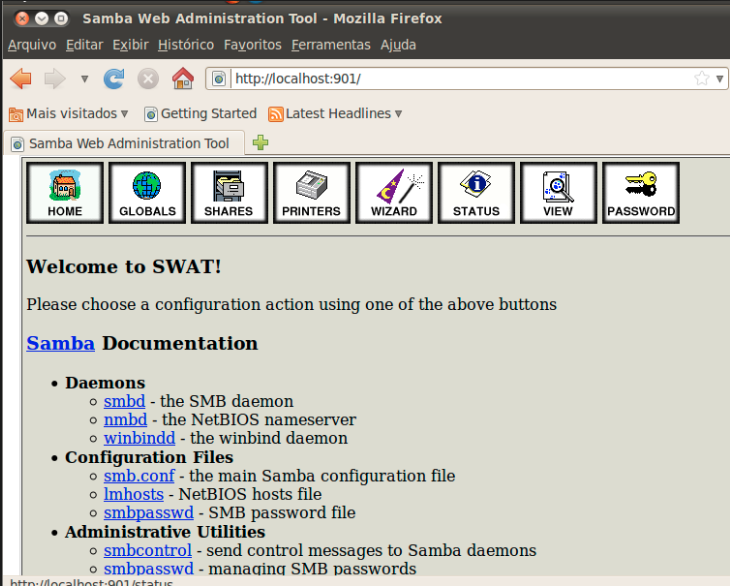 Samba Web Administration Tool - Mozilla Firefox
Arquivo Editar Exibir Histórico Favoritos Ferramentas Ajuda
http://localhost:901/
Mais visitados Getting Started Latest Headlines
Samba Web Administration Tool
HOME GLOBALS SHARES PRINTERS WIZARD STATUS VIEW PASSWORD
Welcome to SWAT!
Please choose a configuration action using one of the above buttons
Samba Documentation
• Daemons
◦ smbd - the SMB daemon
◦ nmbd - the NetBIOS nameserver
◦ winbindd - the winbind daemon
• Configuration Files
◦ smb.conf - the main Samba configuration file
◦ lmhosts - NetBIOS hosts file
◦ smbpasswd - SMB password file
• Administrative Utilities
◦ smbcontrol - send control messages to Samba daemons
◦ smbpasswd - managing SMB passwords
http://localhost:901/status